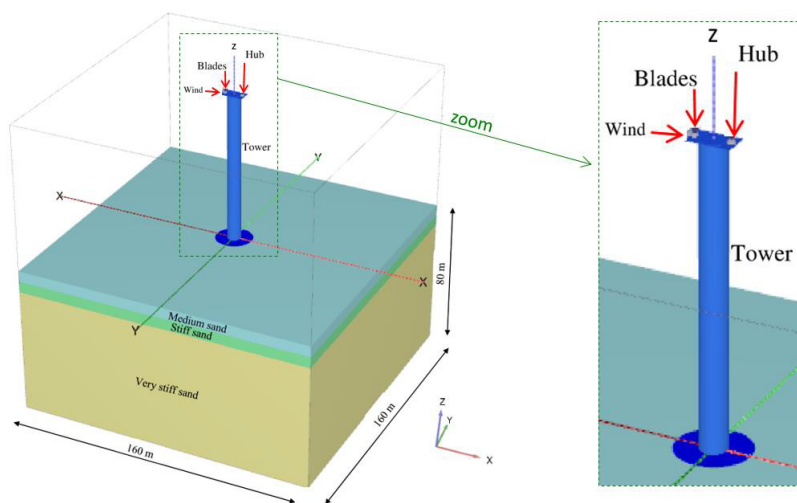 Z
Blades
Hub
Wind
Tower
Y
X
X
Y
Medium sand
Stiff sand
Very stiff sand
80 m
160 m
160 m
Z
Y
X
zoom
Z
Hub
Blades
Wind
Tower